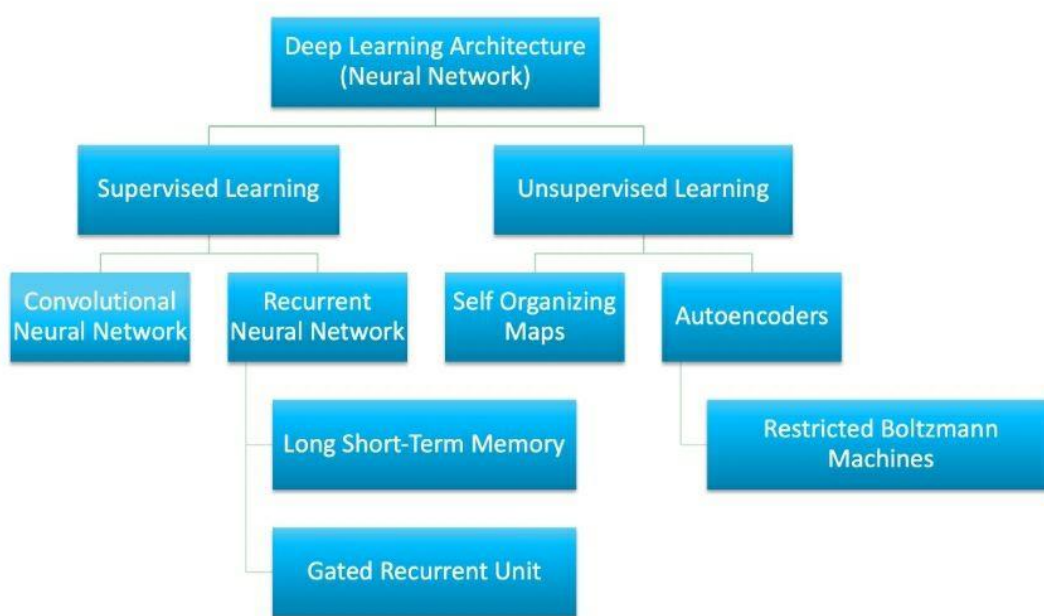 Deep Learning Architecture
(Neural Network)
Supervised Learning
Unsupervised Learning
Convolutional
Neural Network
Recurrent
Neural Network
Self Organizing
Maps
Autoencoders
Long Short-Term Memory
Restricted Boltzmann
Machines
Gated Recurrent Unit